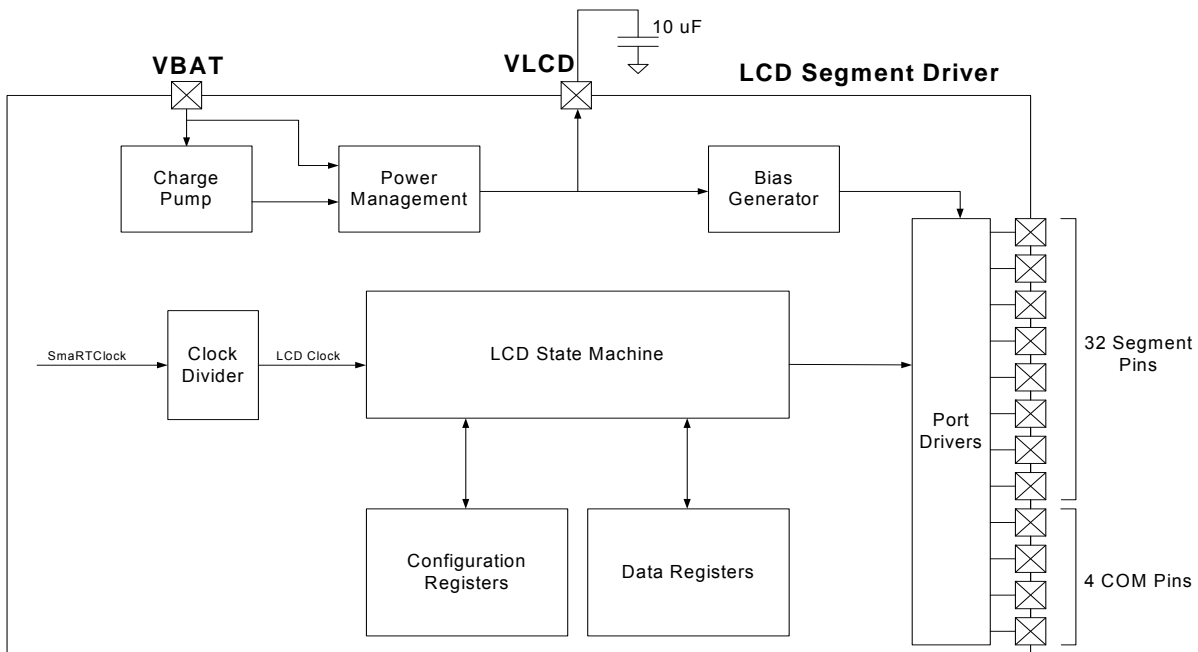 10 uF
VBAT
VLCD
LCD Segment Driver
Charge
Pump
Power
Management
Bias
Generator
SmaRTClock
Clock
Divider
LCD Clock
LCD State Machine
32 Segment
Pins
Port
Drivers
Configuration
Registers
Data Registers
4 COM Pins